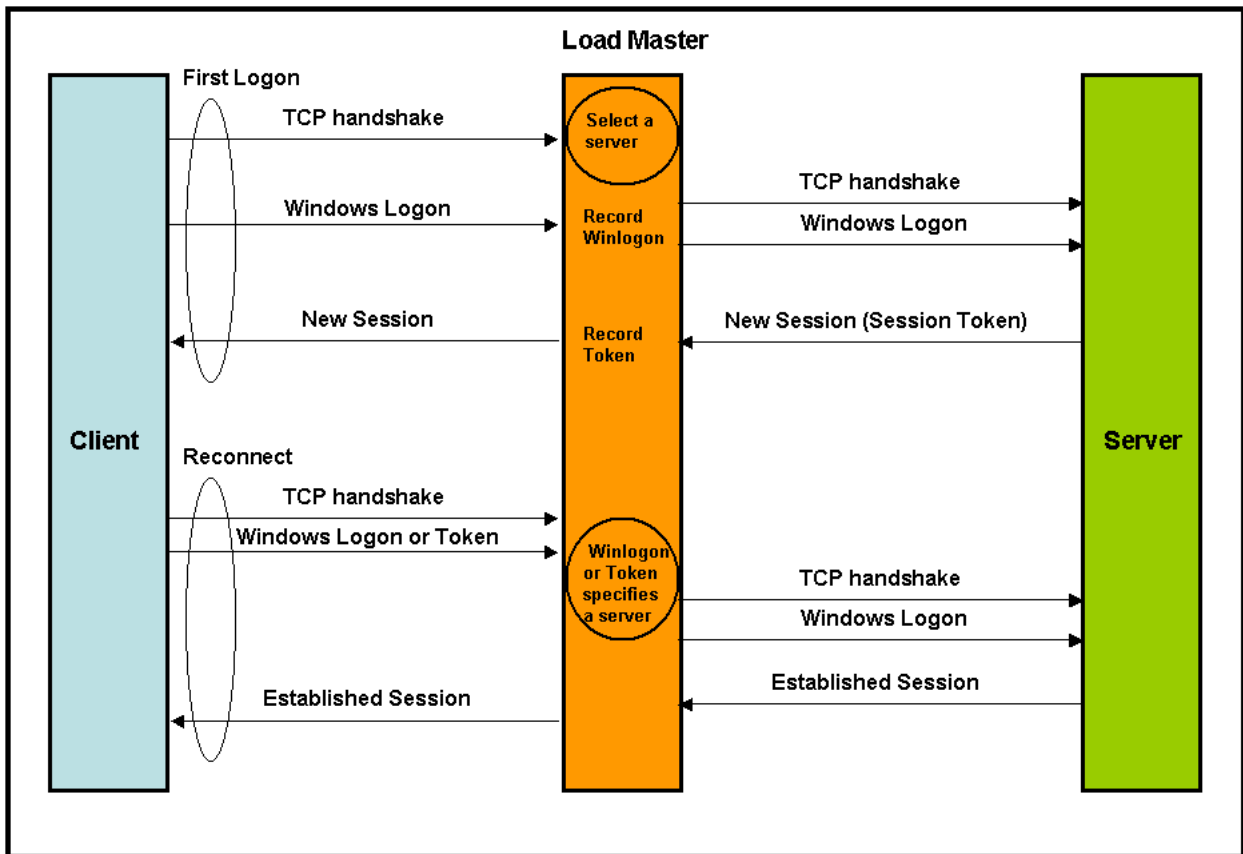 Load Master
First Logon
TCP handshake
Select a
server
TCP handshake
Windows Logon
Record
Winlogon
Windows Logon
New Session
Record
Token
New Session (Session Token)
Client
Server
Reconnect
TCP handshake
Windows Logon or Token
Winlogon
or Token
specifies
a server
TCP handshake
Windows Logon
Established Session
Established Session